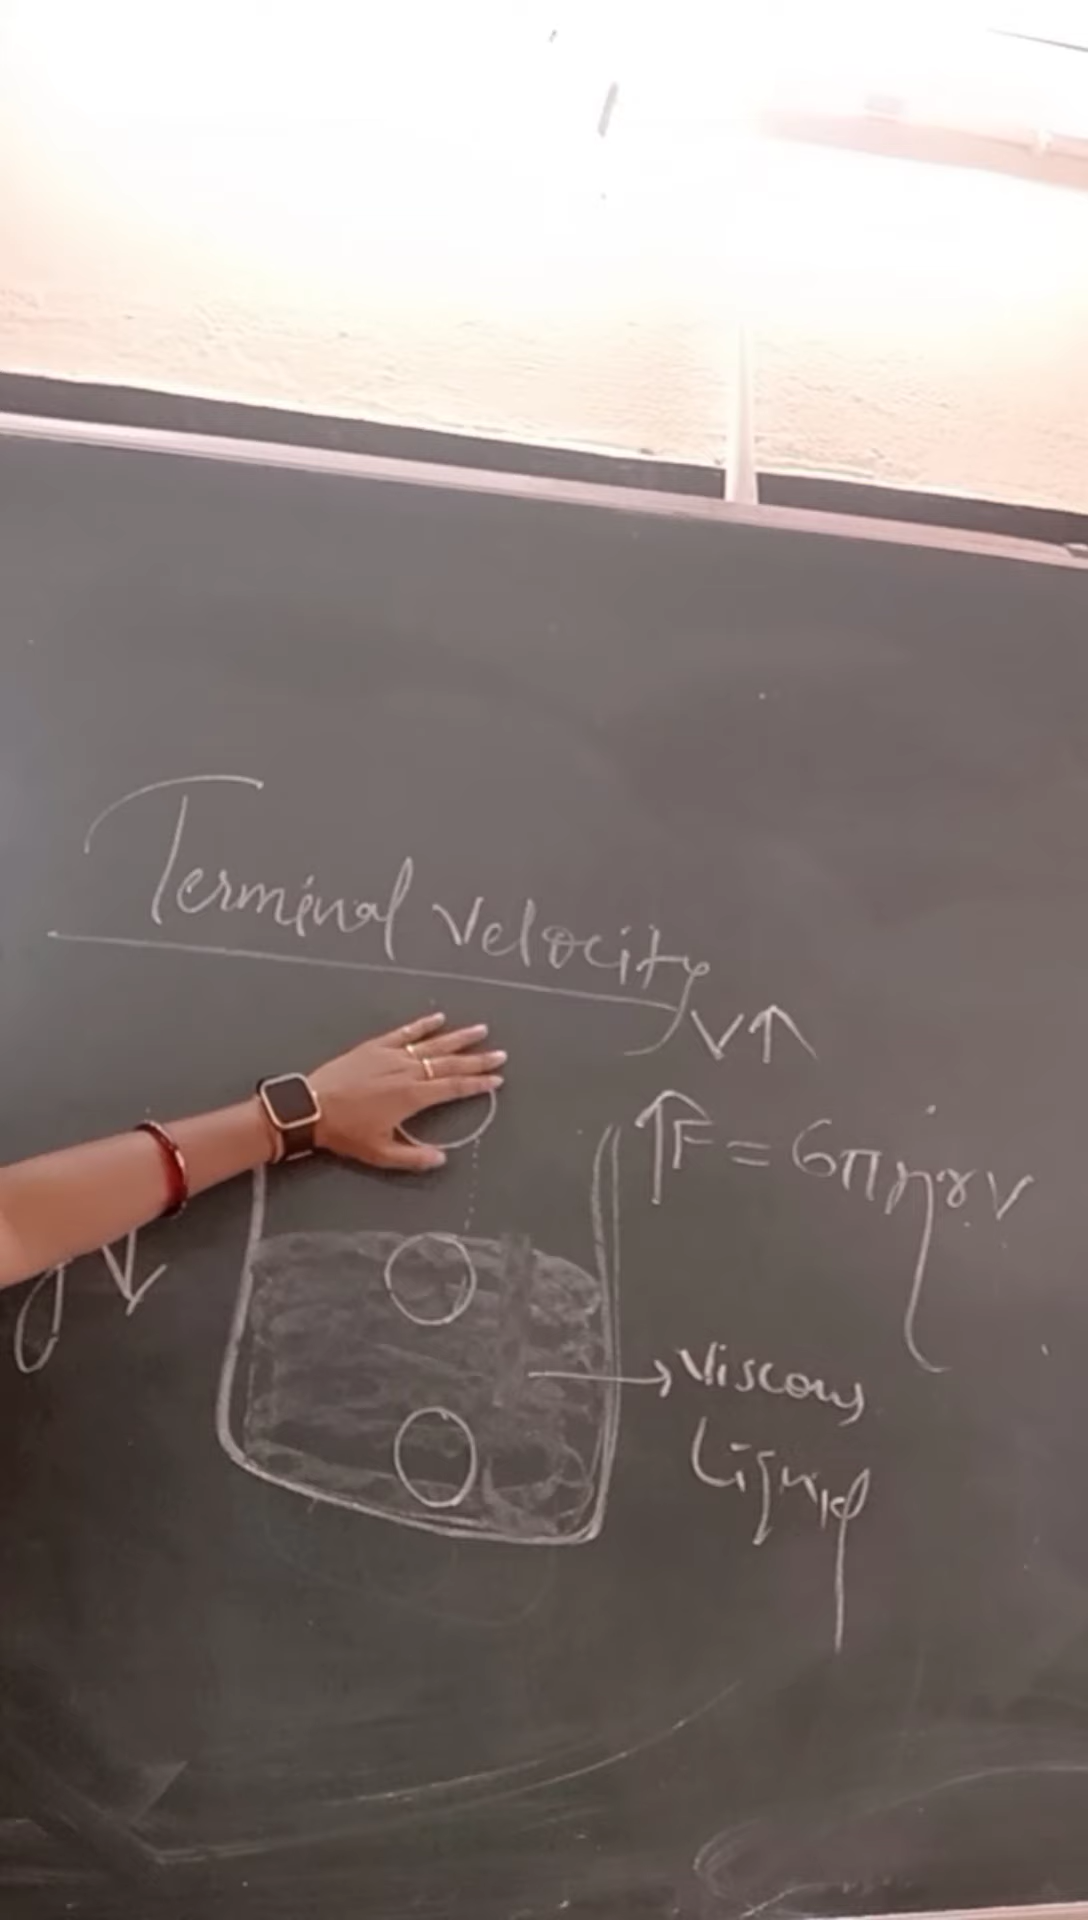 Terminal Velocity
V↑
↑F = 6πηrv
g↓
→Viscous
Liquid